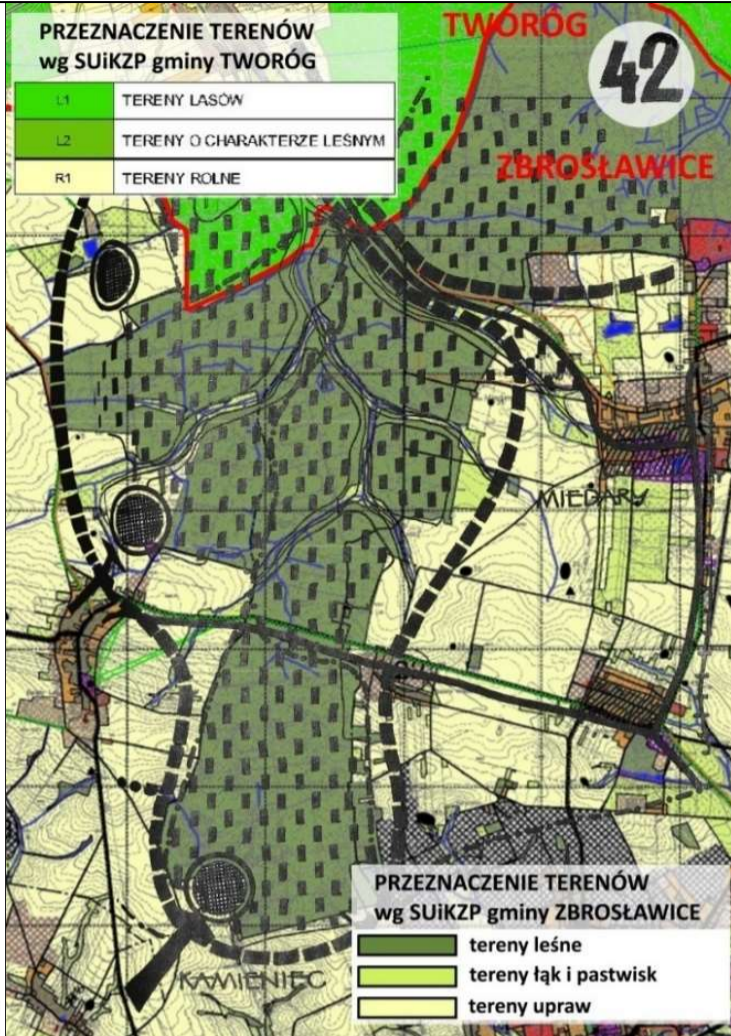 PRZEZNACZENIE TERENÓW
wg SUiKZP gminy TWORÓG
L1 TERENY LASÓW
L2 TERENY O CHARAKTERZE LEŚNYM
R1 TERENY ROLNE
TWORÓG
42
ZBROSŁAWICE
MIEDARY
KAMIENIEC
PRZEZNACZENIE TERENÓW
wg SUiKZP gminy ZBROSŁAWICE
tereny leśne
tereny łąk i pastwisk
tereny upraw